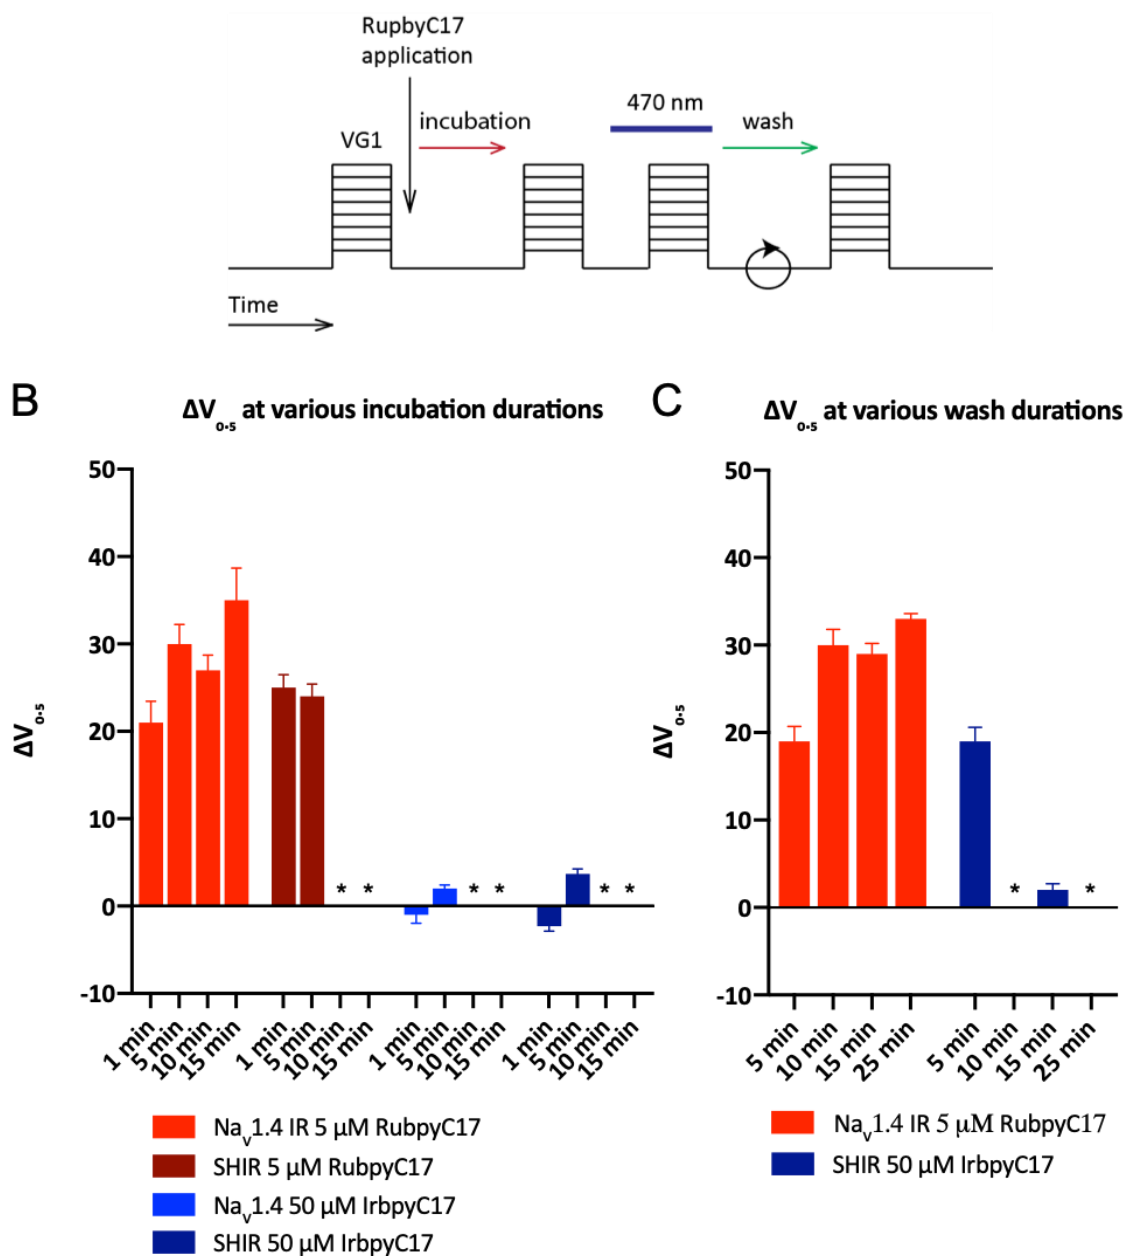 RupbyC17
application
470 nm
incubation
wash
VG1
Time
B
ΔV₀.₅ at various incubation durations
50
40
30
20
10
0
-10
ΔV₀.₅
* * * * * *
1 min 5 min 10 min 15 min 1 min 5 min 10 min 15 min 1 min 5 min 10 min 15 min 1 min 5 min 10 min 15 min
Naᵥ1.4 IR 5 µM RubpyC17
SHIR 5 µM RubpyC17
Naᵥ1.4 50 µM IrbpyC17
SHIR 50 µM IrbpyC17
C
ΔV₀.₅ at various wash durations
50
40
30
20
10
0
-10
ΔV₀.₅
* *
5 min 10 min 15 min 25 min 5 min 10 min 15 min 25 min
Naᵥ1.4 IR 5 µM RubpyC17
SHIR 50 µM IrbpyC17